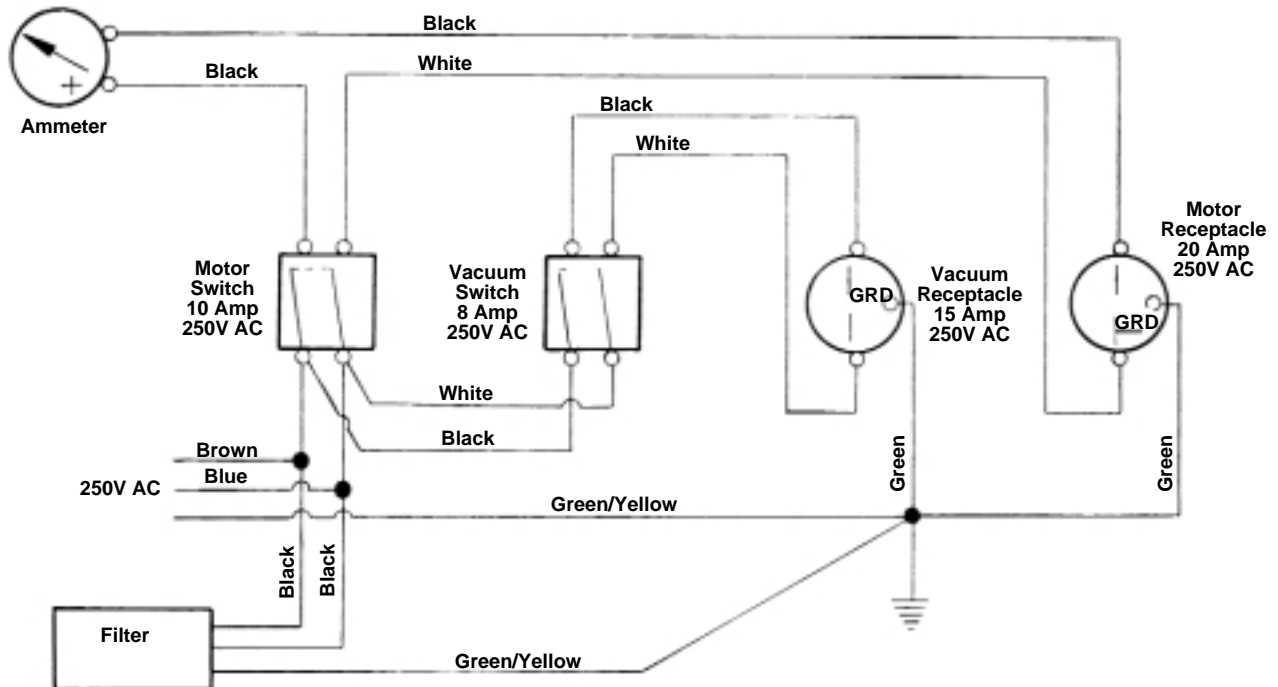 Black
White
Black
Ammeter
Black
White
Motor
Receptacle
20 Amp
250V AC
Motor
Switch
10 Amp
250V AC
Vacuum
Switch
8 Amp
250V AC
GRD
Vacuum
Receptacle
15 Amp
250V AC
GRD
White
Black
Brown
Blue
250V AC
Green/Yellow
Green
Green
Black
Black
Filter
Green/Yellow